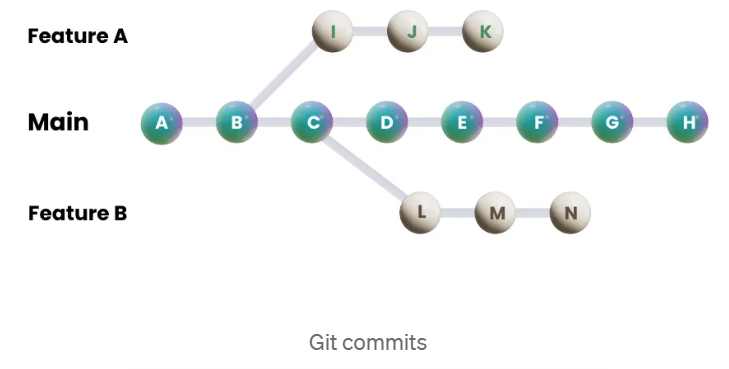 Feature A
I J K
Main
A B C D E F G H
Feature B
L M N
Git commits